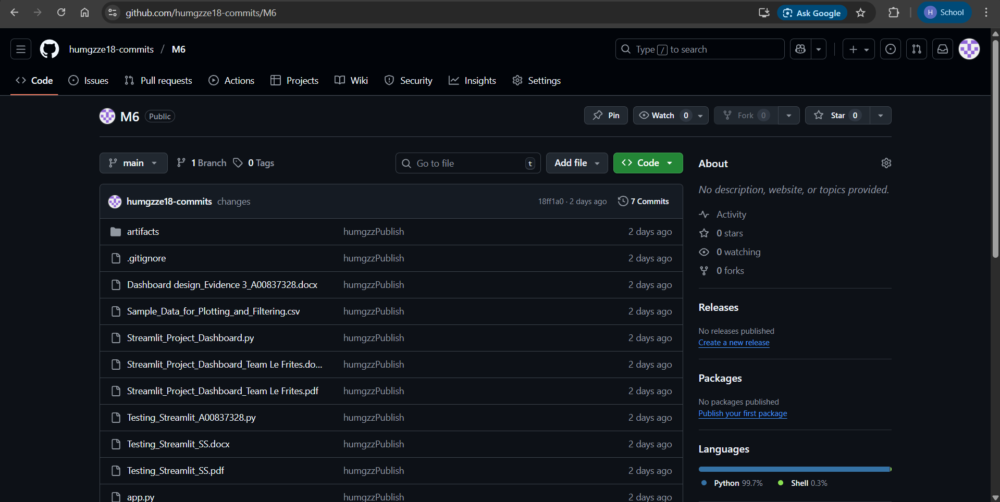 github.com/humgzze18-commits/M6
Ask Google
H School
humgzze18-commits / M6
Type / to search
Code Issues Pull requests Actions Projects Wiki Security Insights Settings
M6 Public
Pin Watch 0 Fork 0 Star 0
main 1 Branch 0 Tags Go to file t Add file Code
humgzze18-commits changes 18ff1a0 · 2 days ago 7 Commits
artifacts humgzzPublish 2 days ago
.gitignore humgzzPublish 2 days ago
Dashboard design_Evidence 3_A00837328.docx humgzzPublish 2 days ago
Sample_Data_for_Plotting_and_Filtering.csv humgzzPublish 2 days ago
Streamlit_Project_Dashboard.py humgzzPublish 2 days ago
Streamlit_Project_Dashboard_Team Le Frites.do... humgzzPublish 2 days ago
Streamlit_Project_Dashboard_Team Le Frites.pdf humgzzPublish 2 days ago
Testing_Streamlit_A00837328.py humgzzPublish 2 days ago
Testing_Streamlit_SS.docx humgzzPublish 2 days ago
Testing_Streamlit_SS.pdf humgzzPublish 2 days ago
app.py humgzzPublish 2 days ago
About
No description, website, or topics provided.
Activity
0 stars
0 watching
0 forks
Releases
No releases published
Create a new release
Packages
No packages published
Publish your first package
Languages
Python 99.7% Shell 0.3%